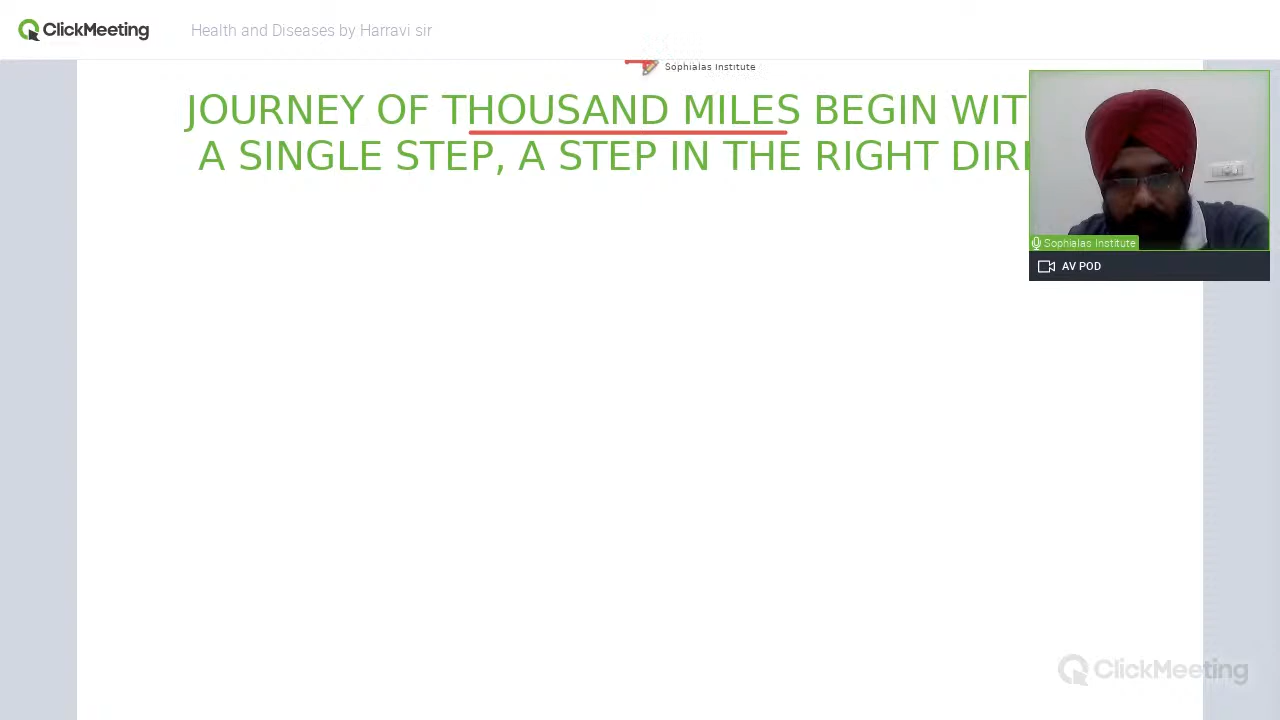 ClickMeeting
Health and Diseases by Harravi sir
Sophialas Institute
JOURNEY OF THOUSAND MILES BEGIN WIT
A SINGLE STEP, A STEP IN THE RIGHT DIR
Sophialas Institute
AV POD
ClickMeeting